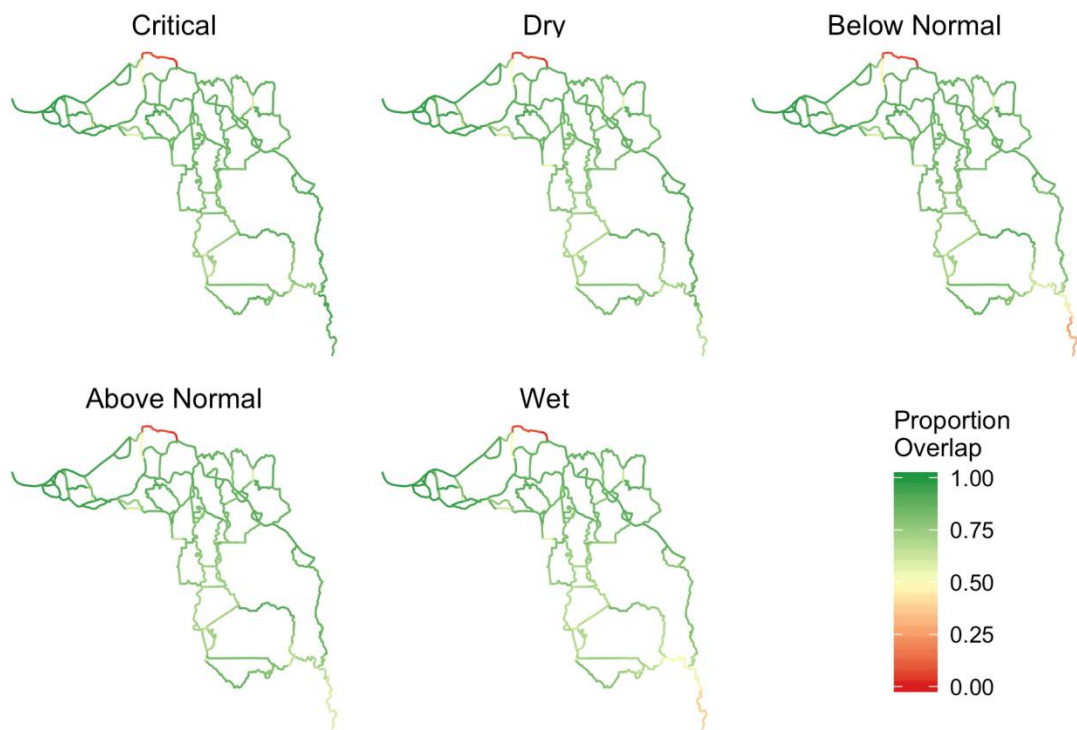 Critical
Dry
Below Normal
Above Normal
Wet
Proportion
Overlap
1.00
0.75
0.50
0.25
0.00